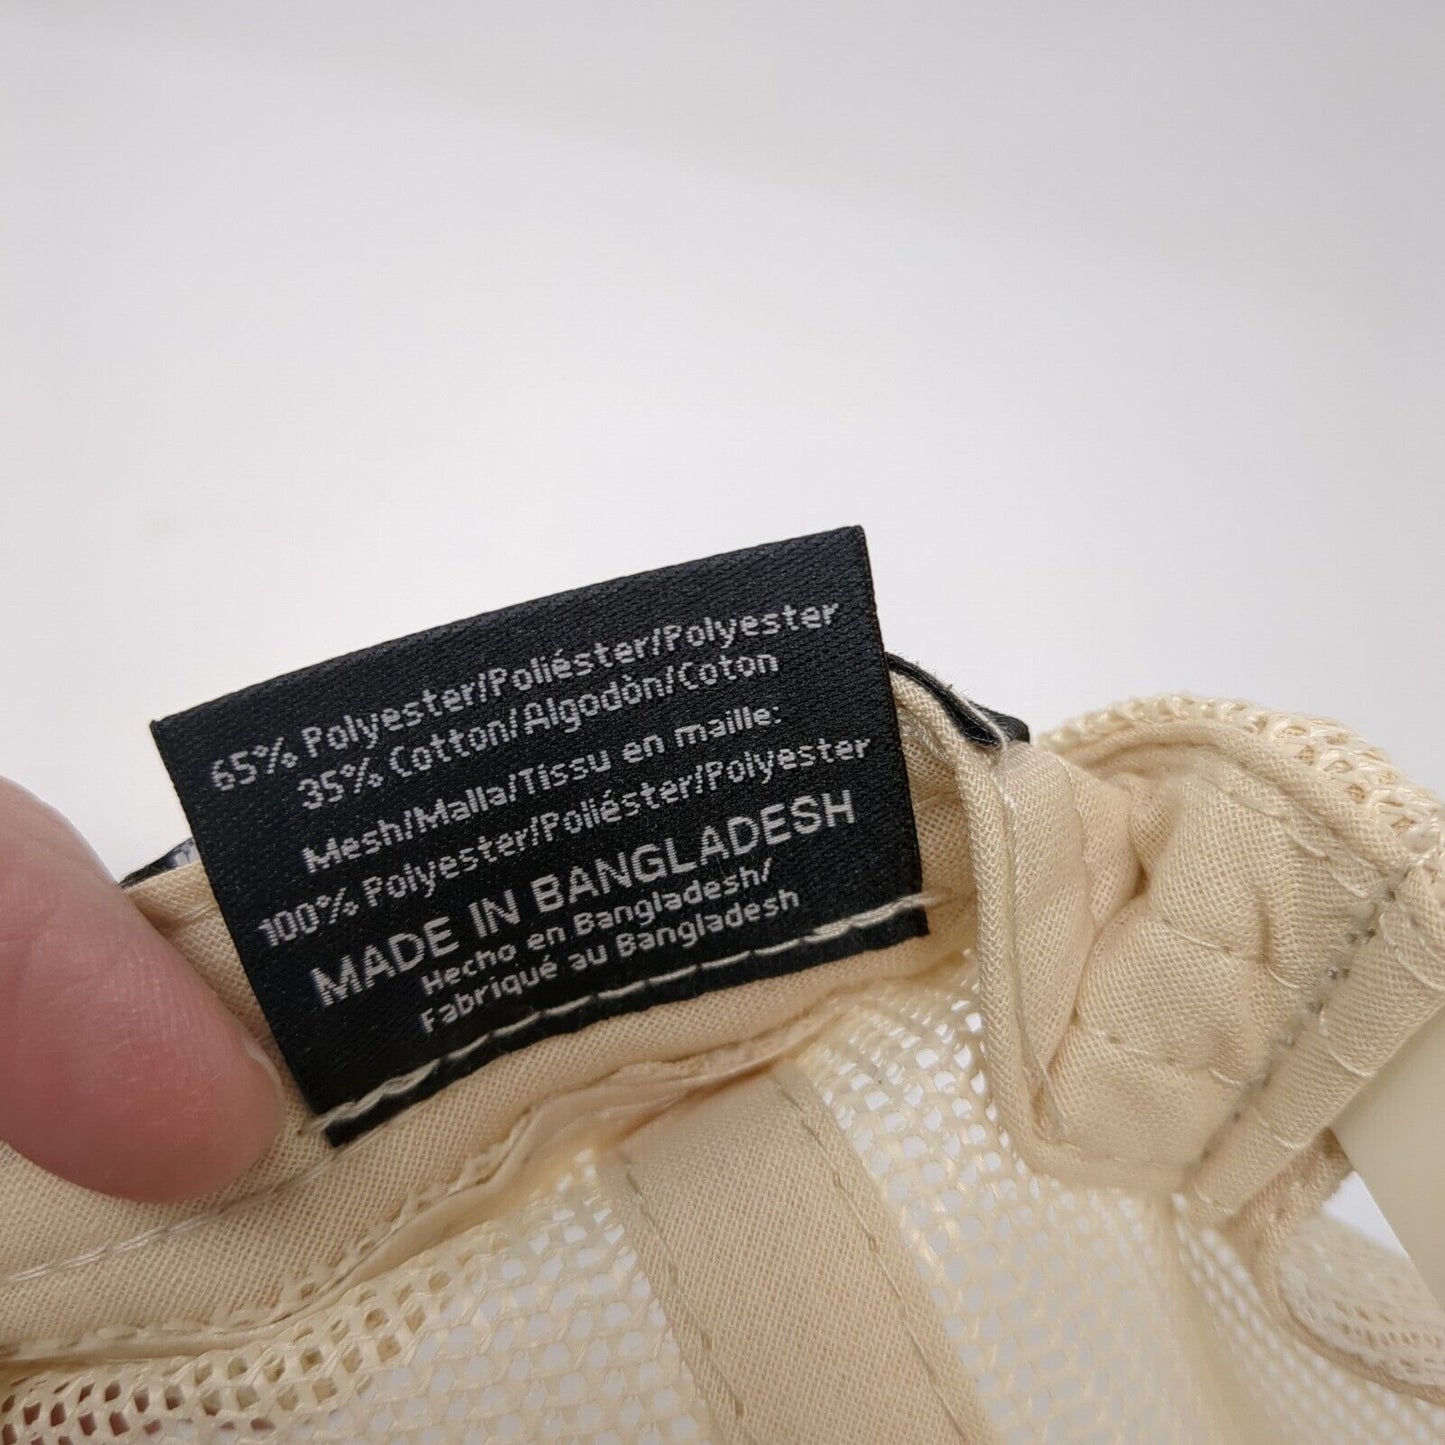 65% Polyester/Poliéster/Polyester
35% Cotton/Algodòn/Coton
Mesh/Malla/Tissu en maille:
100% Polyester/Poliéster/Polyester
MADE IN BANGLADESH
Hecho en Bangladesh/
Fabriqué au Bangladesh